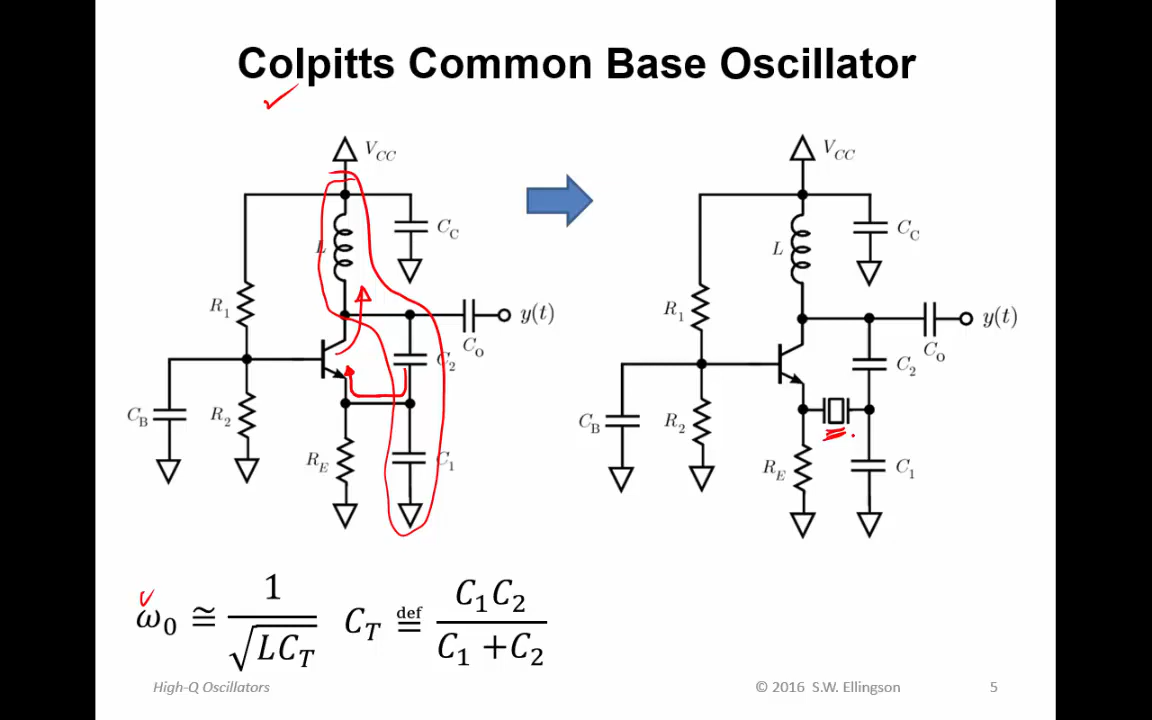 Colpitts Common Base Oscillator
V_CC
V_CC
L
C_C
L
C_C
R_1
y(t)
R_1
y(t)
C_O
C_O
C_2
C_2
C_B
R_2
C_B
R_2
R_E
C_1
R_E
C_1
ω_0 ≅ 1/√(LC_T) C_T ≝ C_1C_2/(C_1+C_2)
High-Q Oscillators © 2016 S.W. Ellingson 5